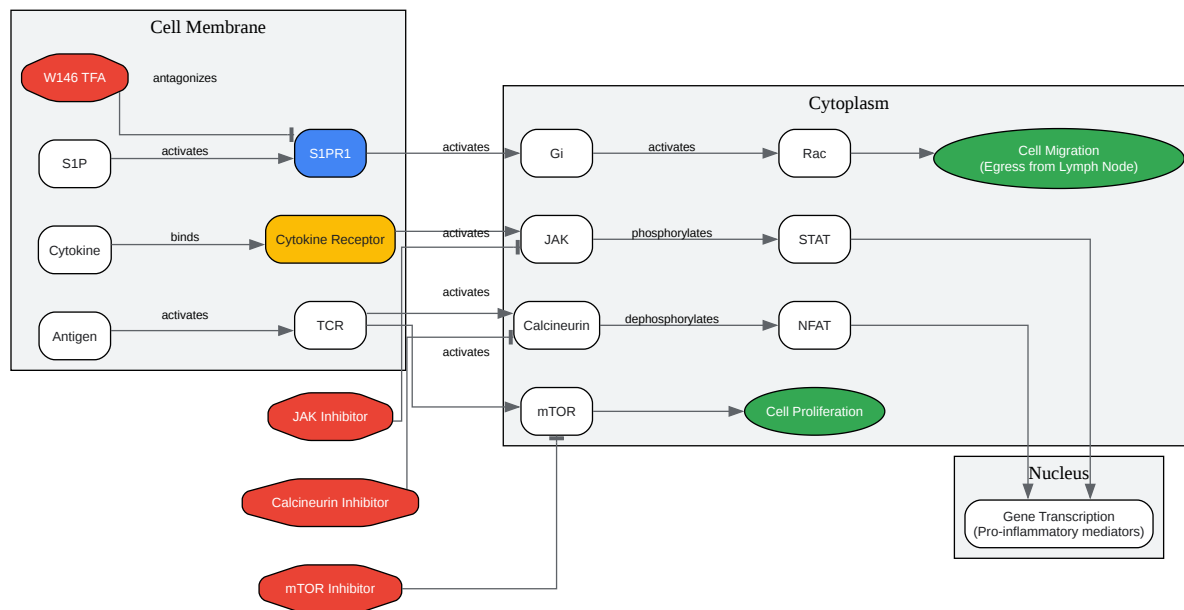 Cell Membrane
W146 TFA
antagonizes
Cytoplasm
S1P
activates
S1PR1
activates
Gi
activates
Rac
Cell Migration
(Egress from Lymph Node)
Cytokine
binds
Cytokine Receptor
activates
JAK
phosphorylates
STAT
activates
Antigen
activates
TCR
Calcineurin
dephosphorylates
NFAT
activates
JAK Inhibitor
mTOR
Cell Proliferation
Nucleus
Calcineurin Inhibitor
Gene Transcription
(Pro-inflammatory mediators)
mTOR Inhibitor